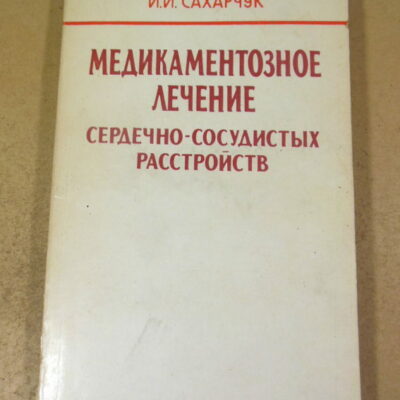 И.И. САХАРЧУК
МЕДИКАМЕНТОЗНОЕ
ЛЕЧЕНИЕ
СЕРДЕЧНО-СОСУДИСТЫХ
РАССТРОЙСТВ